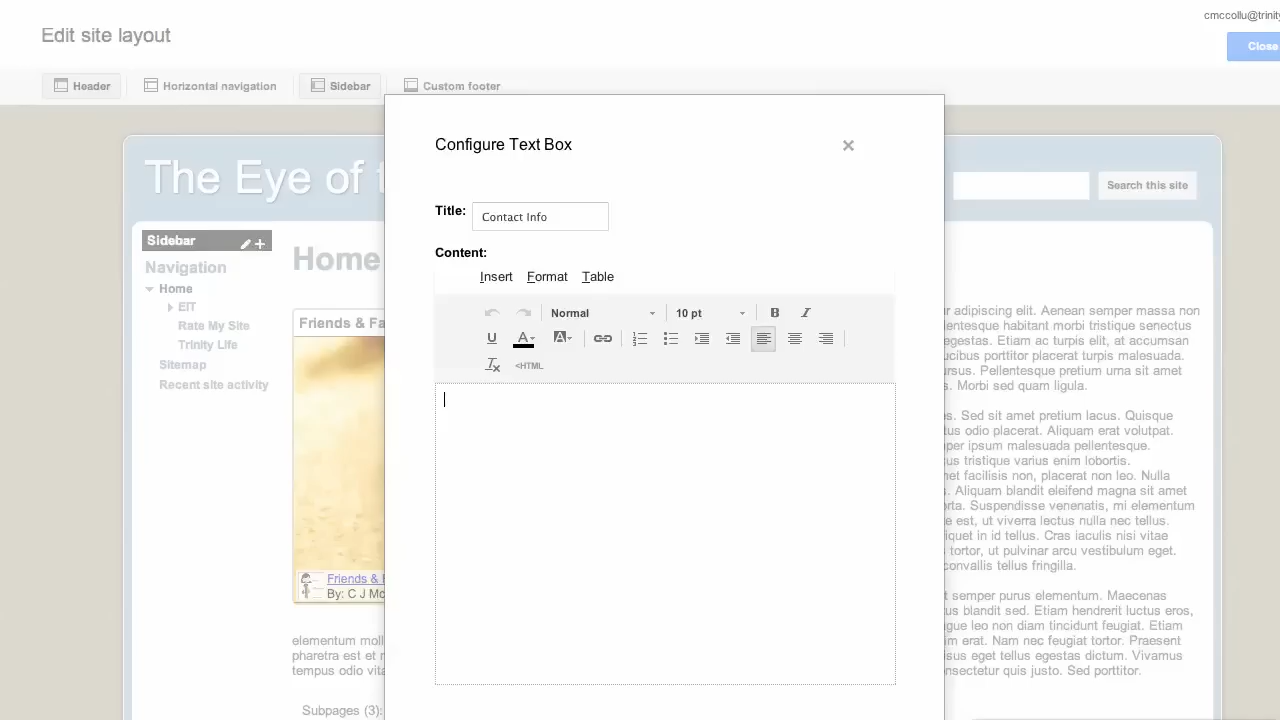 cmccollu@trinity
Edit site layout
Close
Header
Horizontal navigation
Sidebar
Custom footer
Configure Text Box
The Eye of t
Search this site
Title:
Contact Info
Sidebar
Content:
Home
Navigation
Insert Format Table
Home
EIT
Normal
10 pt
B I
Rate My Site
Friends & Fa
U A A
Trinity Life
Sitemap
<HTML
Recent site activity
r adipiscing elit. Aenean semper massa non
lentesque habitant morbi tristique senectus
egestas. Etiam ac turpis elit, at accumsan
ucibus porttitor placerat turpis malesuada.
ursus. Pellentesque pretium urna sit amet
s. Morbi sed quam ligula.
es. Sed sit amet pretium lacus. Quisque
tus odio placerat. Aliquam erat volutpat.
per ipsum malesuada pellentesque.
cus tristique varius enim lobortis.
net facilisis non, placerat non leo. Nulla
s. Aliquam blandit eleifend magna sit amet
orta. Suspendisse venenatis, mi elementum
e est, ut viverra lectus nulla nec tellus.
iquet in id tellus. Cras iaculis nisi vitae
tortor, ut pulvinar arcu vestibulum eget.
convallis tellus fringilla.
Friends &
By: C J Mc
t semper purus elementum. Maecenas
us blandit sed. Etiam hendrerit luctus eros,
ngue leo non diam tincidunt feugiat. Etiam
m erat. Nam nec feugiat tortor. Praesent
isus eget tellus egestas dictum. Vivamus
onsectetur quis justo. Sed porttitor.
elementum moll
pharetra est et r
tempus odio vita
Subpages (3):